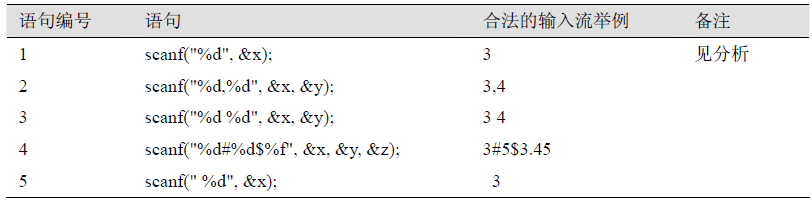 语句编号 语句 合法的输入流举例 备注
1 scanf("%d", &x); 3 见分析
2 scanf("%d,%d", &x, &y); 3,4
3 scanf("%d %d", &x, &y); 3 4
4 scanf("%d#%d$%f", &x, &y, &z); 3#5$3.45
5 scanf(" %d", &x); 3